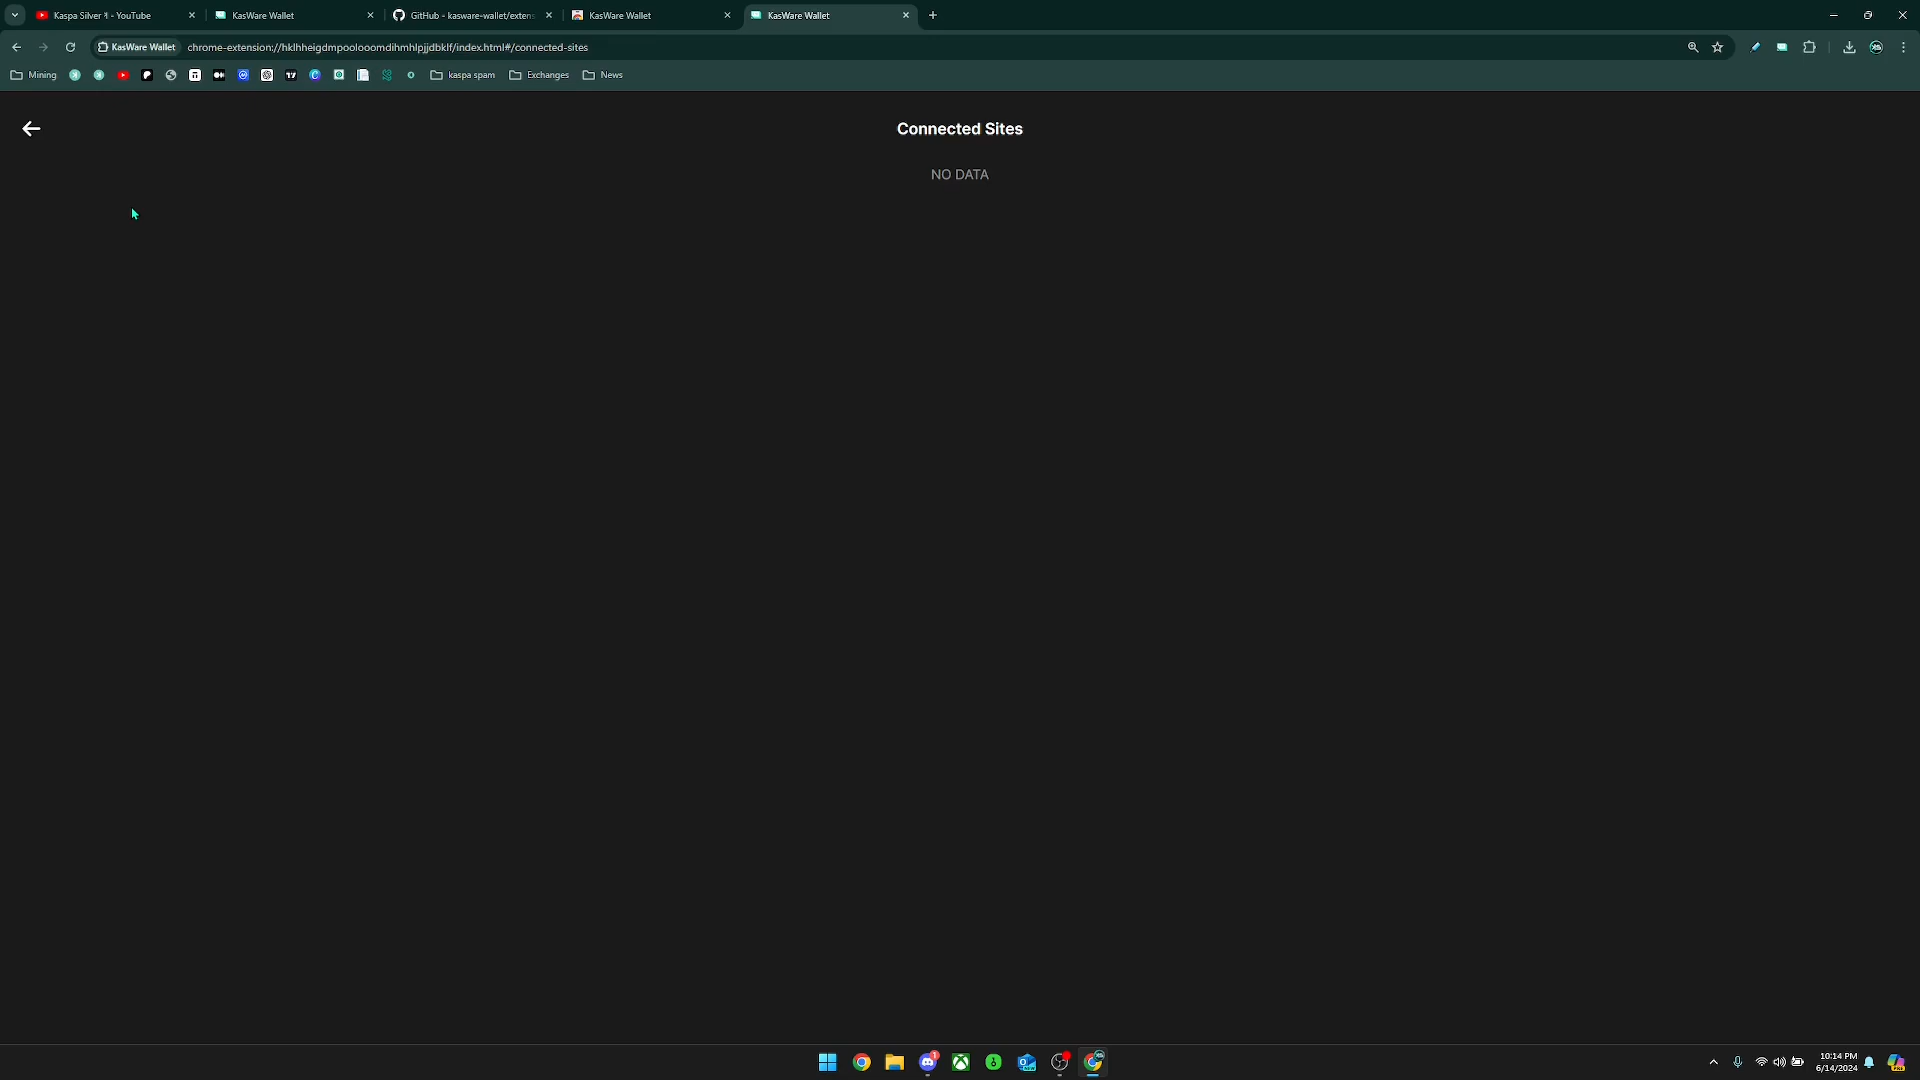 Kaspa Silver - YouTube
KasWare Wallet
GitHub - kasware-wallet/extens
KasWare Wallet
KasWare Wallet
KasWare Wallet
chrome-extension://hklhheigdmpoolooomdihmhlpjjdbklf/index.html#/connected-sites
Mining
kaspa spam
Exchanges
News
Connected Sites
NO DATA
10:14 PM
6/14/2024